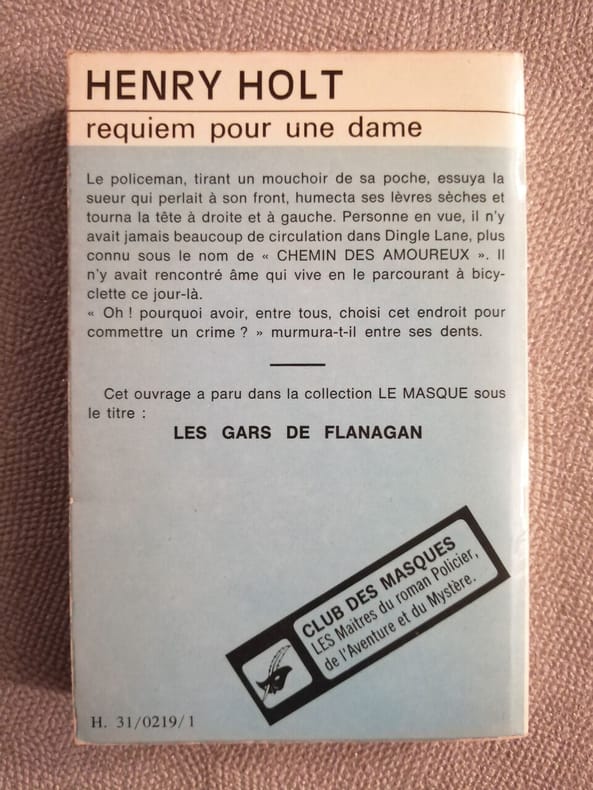 HENRY HOLT
requiem pour une dame
Le policeman, tirant un mouchoir de sa poche, essuya la
sueur qui perlait à son front, humecta ses lèvres sèches et
tourna la tête à droite et à gauche. Personne en vue, il n'y
avait jamais beaucoup de circulation dans Dingle Lane, plus
connu sous le nom de « CHEMIN DES AMOUREUX ». Il
n'y avait rencontré âme qui vive en le parcourant à bicy-
clette ce jour-là.
« Oh ! pourquoi avoir, entre tous, choisi cet endroit pour
commettre un crime ? » murmura-t-il entre ses dents.
Cet ouvrage a paru dans la collection LE MASQUE sous
le titre :
LES GARS DE FLANAGAN
CLUB DES MASQUES
LES Maîtres du roman Policier,
de l'Aventure et du Mystère.
H. 31/0219/1